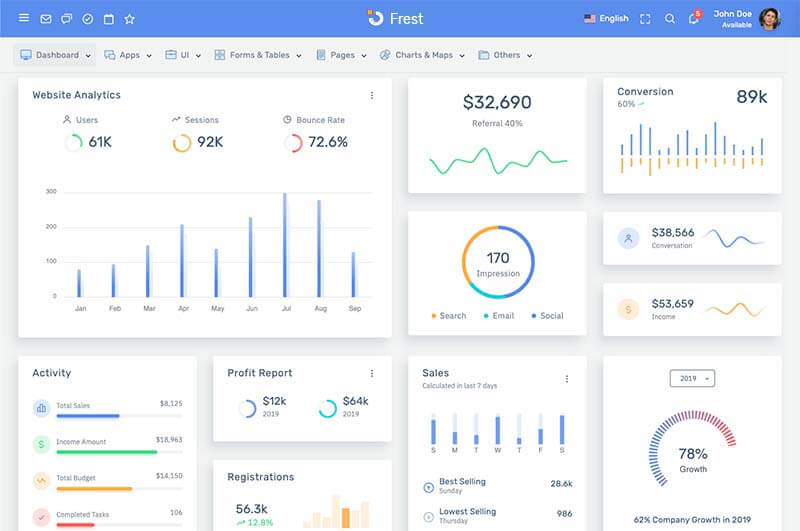 Frest
English
5
John Doe
Available
Dashboard
Apps
UI
Forms & Tables
Pages
Charts & Maps
Others
Website Analytics
Users
61K
Sessions
92K
Bounce Rate
72.6%
300
200
100
0
Jan Feb Mar Apr May Jun Jul Aug Sep
$32,690
Referral 40%
Conversion
60%
89k
170
Impression
Search Email Social
$38,566
Conversation
$53,659
Income
Activity
Total Sales $8,125
Income Amount $18,963
Total Budget $14,150
Completed Tasks 106
Profit Report
$12k
2019
$64k
2019
Registrations
56.3k
12.8%
Sales
Calculated in last 7 days
S M T W T F S
Best Selling
Sunday
28.6k
Lowest Selling
Thursday
986
2019
78%
Growth
62% Company Growth in 2019